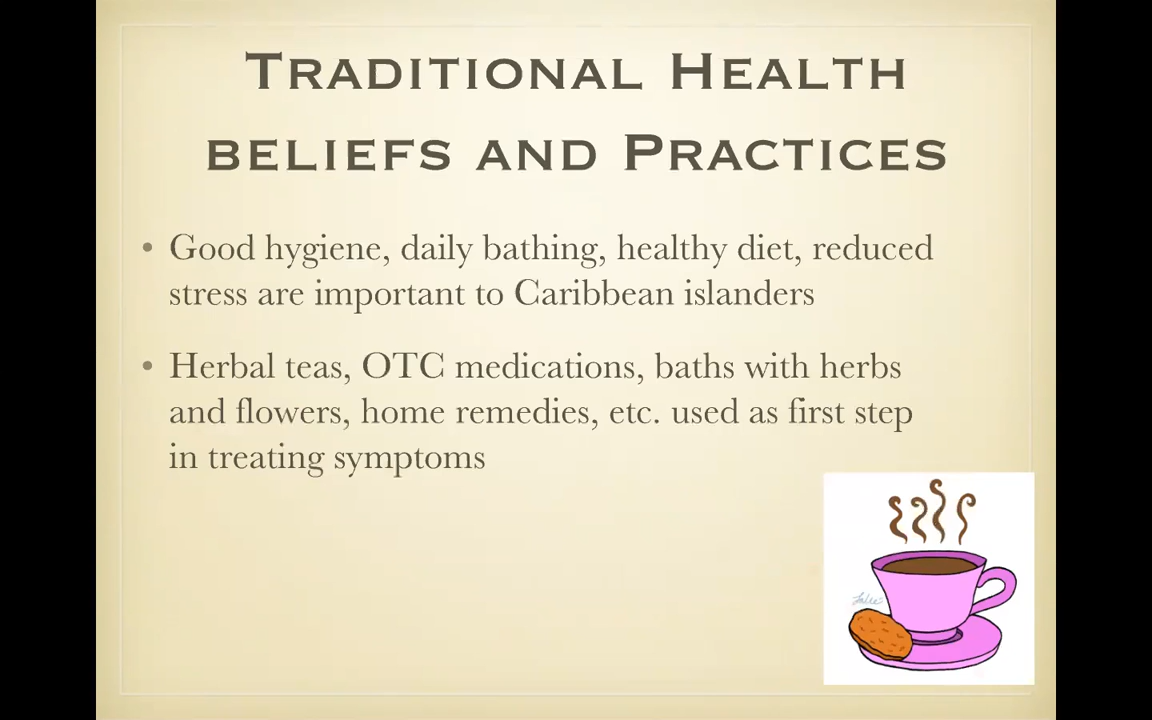 Traditional Health
beliefs and Practices
• Good hygiene, daily bathing, healthy diet, reduced
stress are important to Caribbean islanders
• Herbal teas, OTC medications, baths with herbs
and flowers, home remedies, etc. used as first step
in treating symptoms